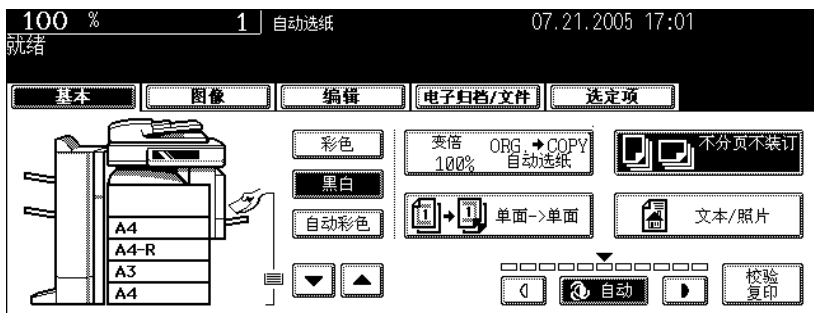 100 % 1 自动选纸 07.21.2005 17:01
就绪
基本 图像 编辑 电子归档/文件 选定项
彩色
黑白
自动彩色
变倍 ORG.➔COPY
100% 自动选纸
不分页不装订
1➔1 单面->单面
文本/照片
A4
A4-R
A3
A4
自动
校验
复印